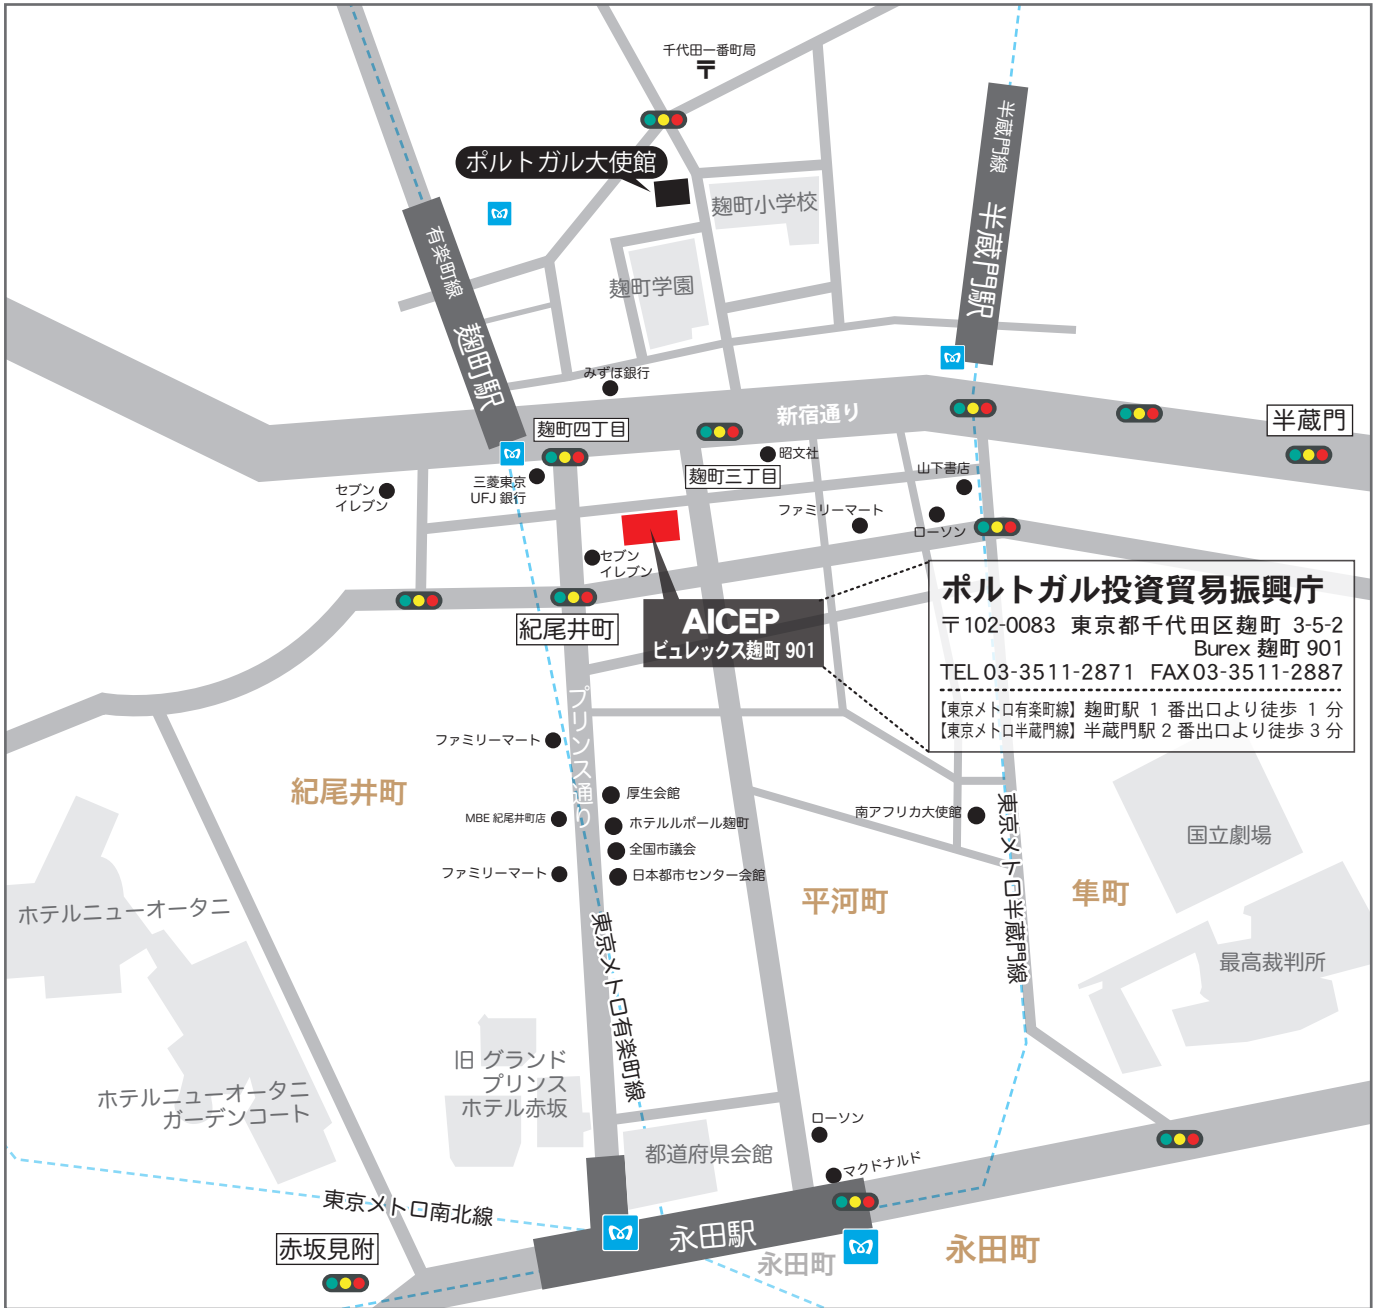 千代田一番町局
〒
ポルトガル大使館
半蔵門線
半蔵門駅
麹町小学校
有楽町線
麹町駅
麹町学園
みずほ銀行
新宿通り
半蔵門
麹町四丁目
昭文社
麹町三丁目
山下書店
三菱東京
UFJ 銀行
セブン
イレブン
ファミリーマート
ローソン
セブン
イレブン
紀尾井町
AICEP
ビュレックス麹町 901
ポルトガル投資貿易振興庁
〒102-0083 東京都千代田区麹町 3-5-2
Burex 麹町 901
TEL 03-3511-2871 FAX 03-3511-2887
【東京メトロ有楽町線】麹町駅 1 番出口より徒歩 1 分
【東京メトロ半蔵門線】半蔵門駅 2 番出口より徒歩 3 分
プリンス通り
ファミリーマート
紀尾井町
厚生会館
MBE 紀尾井町店
ホテルルポール麹町
全国市議会
ファミリーマート
日本都市センター会館
南アフリカ大使館
東京メトロ半蔵門線
国立劇場
平河町
隼町
ホテルニューオータニ
東京メトロ有楽町線
最高裁判所
旧 グランド
プリンス
ホテル赤坂
ホテルニューオータニ
ガーデンコート
ローソン
都道府県会館
マクドナルド
東京メトロ南北線
赤坂見附
永田駅
永田町
永田町